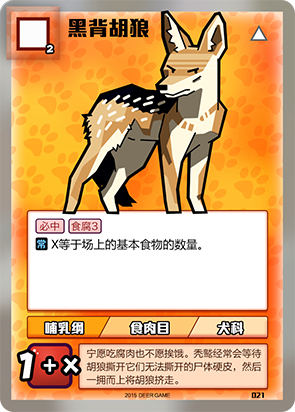 2
黑背胡狼
必中 食腐3
常 X等于场上的基本食物的数量。
哺乳纲 食肉目 犬科
1+X
宁愿吃腐肉也不愿挨饿。秃鹫经常会等待
胡狼撕开它们无法撕开的尸体硬皮，然后
一拥而上将胡狼挤走。
2015 DEER GAME 021